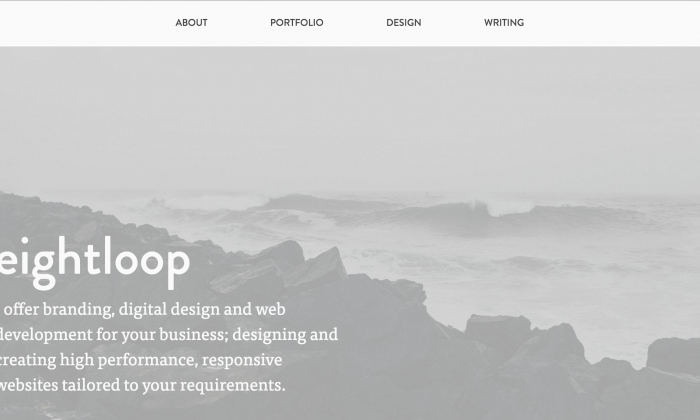 ABOUT PORTFOLIO DESIGN WRITING
eightloop
offer branding, digital design and web
development for your business; designing and
creating high performance, responsive
websites tailored to your requirements.